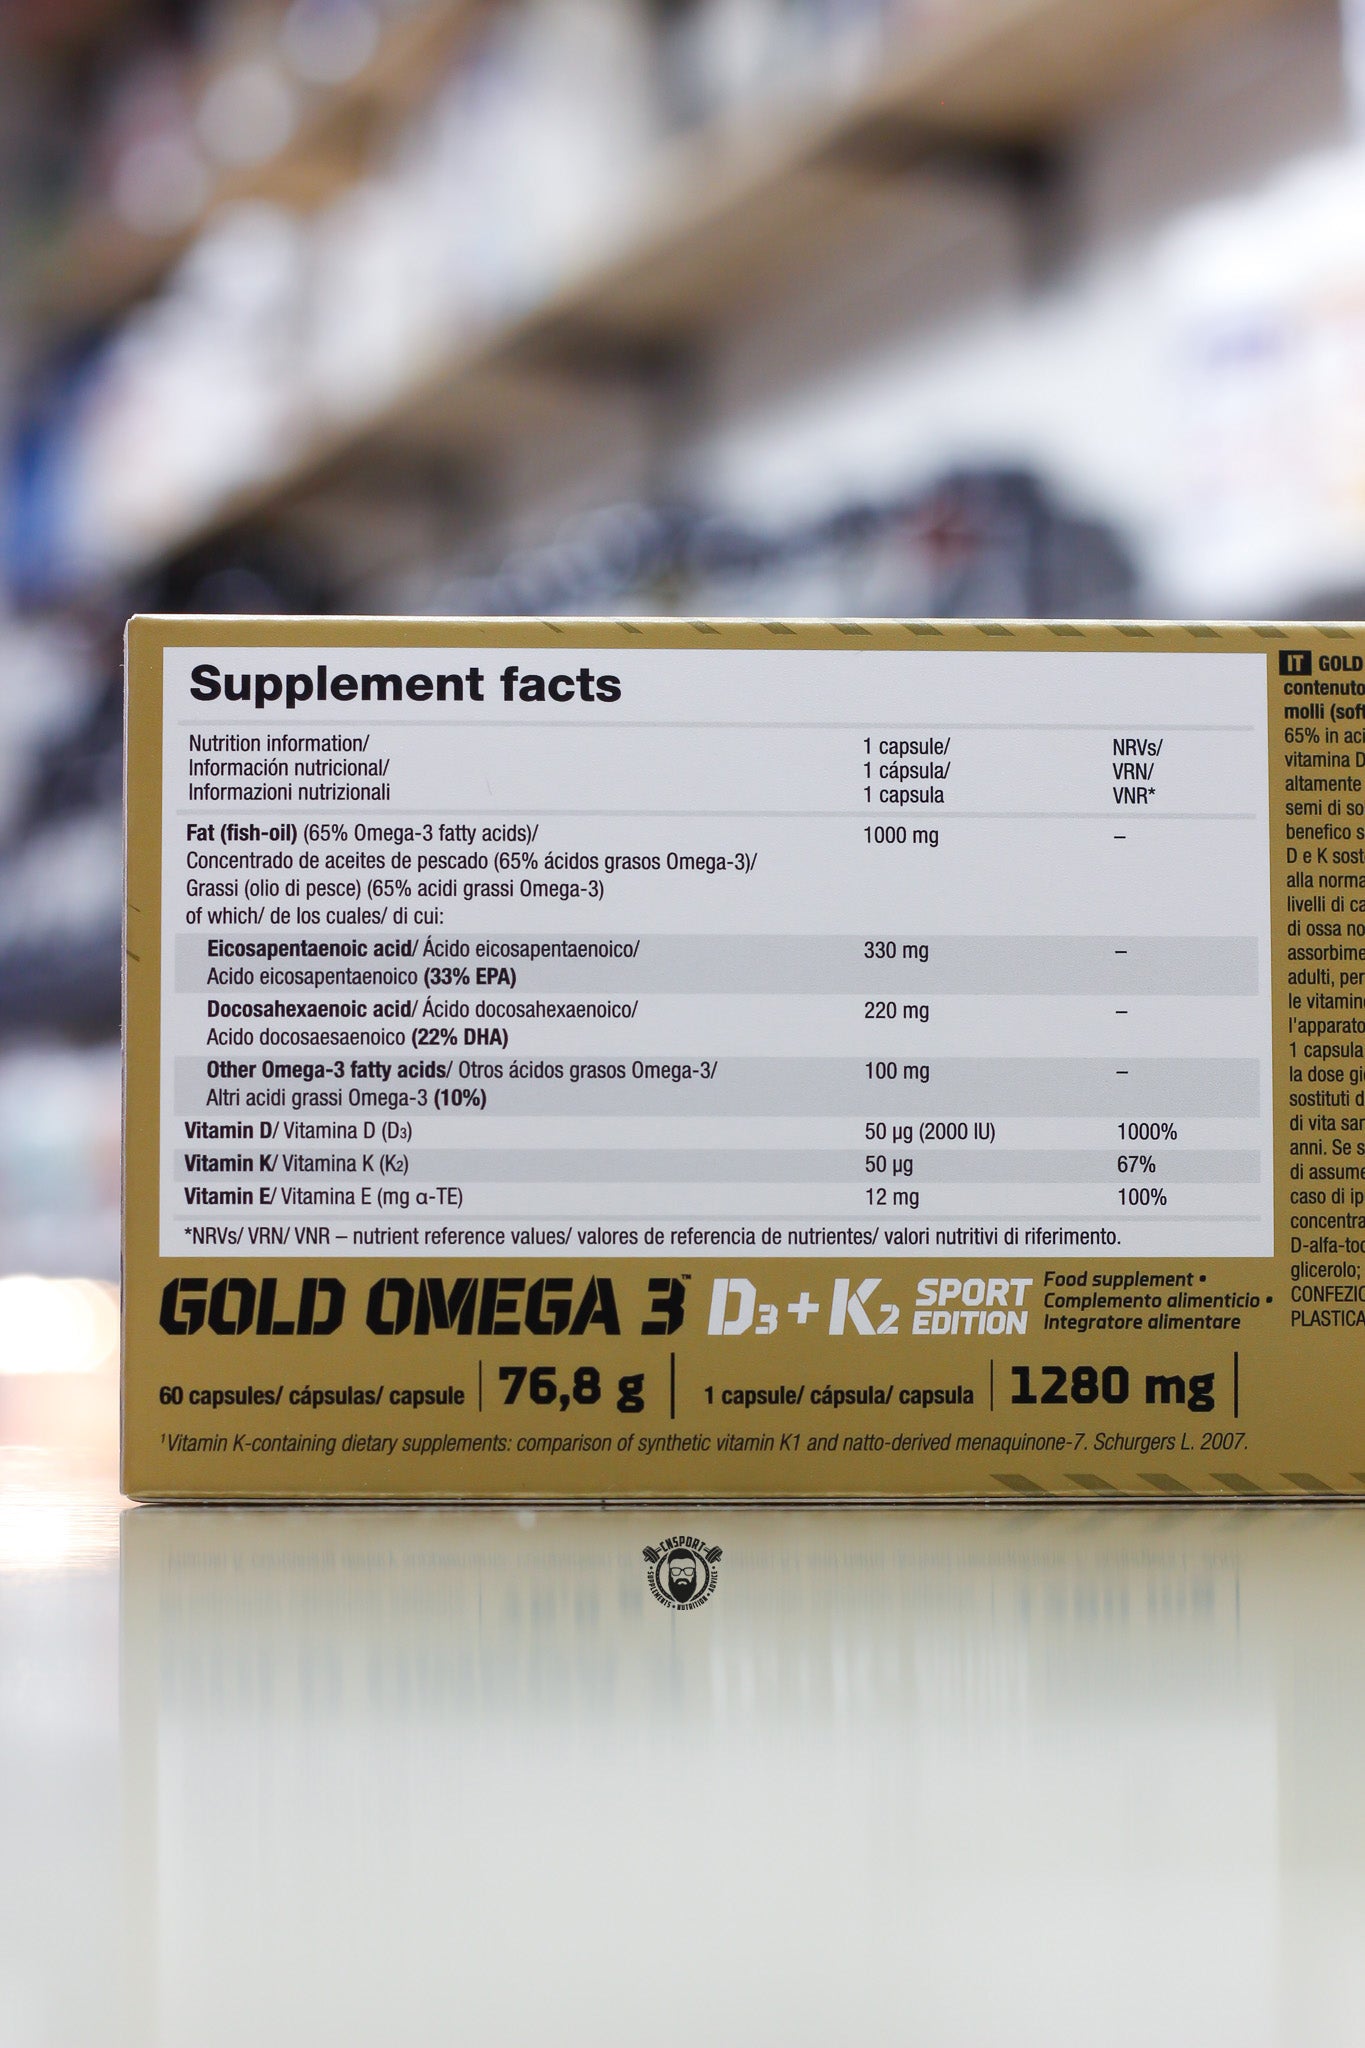 Supplement facts
Nutrition information/ 1 capsule/ NRVs/
Información nutricional/ 1 cápsula/ VRN/
Informazioni nutrizionali 1 capsula VNR*
Fat (fish-oil) (65% Omega-3 fatty acids)/ 1000 mg –
Concentrado de aceites de pescado (65% ácidos grasos Omega-3)/
Grassi (olio di pesce) (65% acidi grassi Omega-3)
of which/ de los cuales/ di cui:
Eicosapentaenoic acid/ Ácido eicosapentaenoico/ 330 mg –
Acido eicosapentaenoico (33% EPA)
Docosahexaenoic acid/ Ácido docosahexaenoico/ 220 mg –
Acido docosaesaenoico (22% DHA)
Other Omega-3 fatty acids/ Otros ácidos grasos Omega-3/ 100 mg –
Altri acidi grassi Omega-3 (10%)
Vitamin D/ Vitamina D (D3) 50 µg (2000 IU) 1000%
Vitamin K/ Vitamina K (K2) 50 µg 67%
Vitamin E/ Vitamina E (mg α-TE) 12 mg 100%
*NRVs/ VRN/ VNR – nutrient reference values/ valores de referencia de nutrientes/ valori nutritivi di riferimento.
GOLD OMEGA 3™ D3+K2 SPORT EDITION
Food supplement •
Complemento alimenticio •
Integratore alimentare
60 capsules/ cápsulas/ capsule | 76,8 g | 1 capsule/ cápsula/ capsula | 1280 mg |
¹Vitamin K-containing dietary supplements: comparison of synthetic vitamin K1 and natto-derived menaquinone-7. Schurgers L. 2007.
IT GOLD
contenuto
molli (soft
65% in aci
vitamina D
altamente
semi di so
benefico s
D e K sost
alla norma
livelli di ca
di ossa no
assorbime
adulti, per
le vitamine
l'apparato
1 capsula
la dose gio
sostituti d
di vita san
anni. Se s
di assume
caso di ip
concentra
D-alfa-toc
glicerolo;
CONFEZIO
PLASTICA
CNSPORT
SUPPLEMENTS • NUTRITION • ADVICE